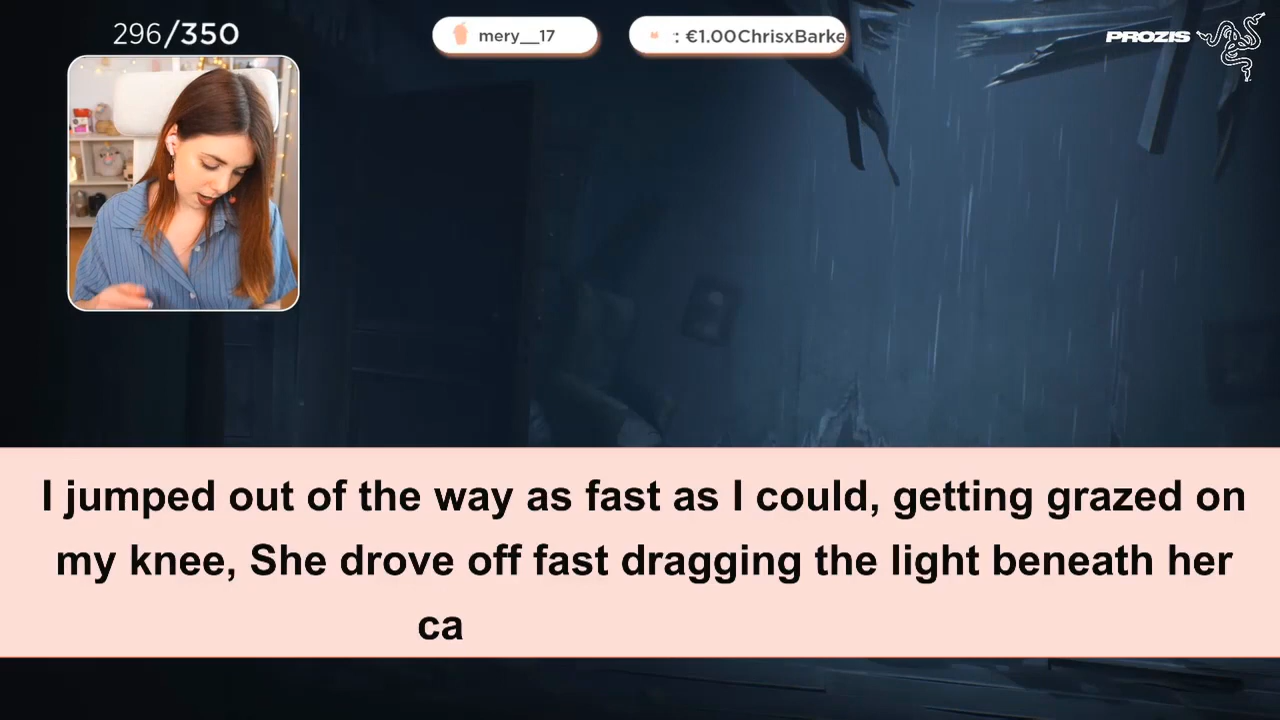 296/350
mery__17
: €1.00ChrisxBarke
PROZIS
I jumped out of the way as fast as I could, getting grazed on
my knee, She drove off fast dragging the light beneath her
ca